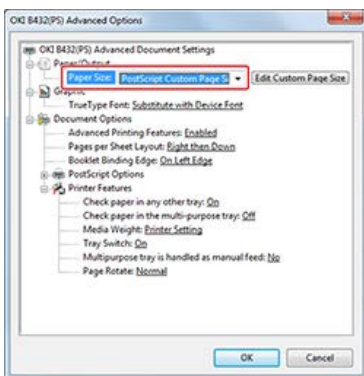 OKI B432(PS) Advanced Options
OKI B432(PS) Advanced Document Settings
Paper/Output
Paper Size: PostScript Custom Page S
Edit Custom Page Size
Graphic
TrueType Font: Substitute with Device Font
Document Options
Advanced Printing Features: Enabled
Pages per Sheet Layout: Right then Down
Booklet Binding Edge: On Left Edge
PostScript Options
Printer Features
Check paper in any other tray: On
Check paper in the multi-purpose tray: Off
Media Weight: Printer Setting
Tray Switch: On
Multipurpose tray is handled as manual feed: No
Page Rotate: Normal
OK
Cancel